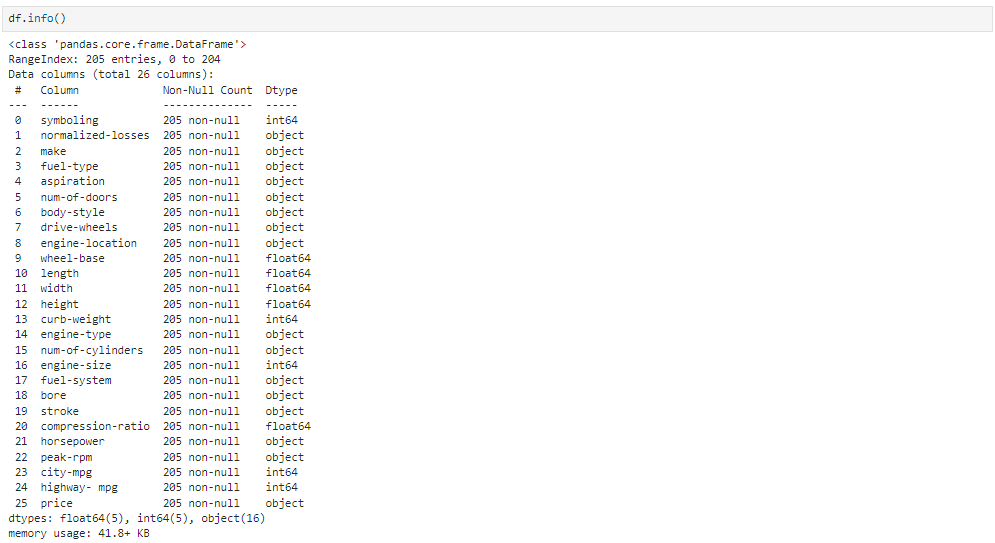 df.info()
<class 'pandas.core.frame.DataFrame'>
RangeIndex: 205 entries, 0 to 204
Data columns (total 26 columns):
 #   Column             Non-Null Count  Dtype
---  ------             --------------  -----
 0   symboling          205 non-null    int64
 1   normalized-losses  205 non-null    object
 2   make               205 non-null    object
 3   fuel-type          205 non-null    object
 4   aspiration         205 non-null    object
 5   num-of-doors       205 non-null    object
 6   body-style         205 non-null    object
 7   drive-wheels       205 non-null    object
 8   engine-location    205 non-null    object
 9   wheel-base         205 non-null    float64
 10  length             205 non-null    float64
 11  width              205 non-null    float64
 12  height             205 non-null    float64
 13  curb-weight        205 non-null    int64
 14  engine-type        205 non-null    object
 15  num-of-cylinders   205 non-null    object
 16  engine-size        205 non-null    int64
 17  fuel-system        205 non-null    object
 18  bore               205 non-null    object
 19  stroke             205 non-null    object
 20  compression-ratio  205 non-null    float64
 21  horsepower         205 non-null    object
 22  peak-rpm           205 non-null    object
 23  city-mpg           205 non-null    int64
 24  highway- mpg       205 non-null    int64
 25  price              205 non-null    object
dtypes: float64(5), int64(5), object(16)
memory usage: 41.8+ KB